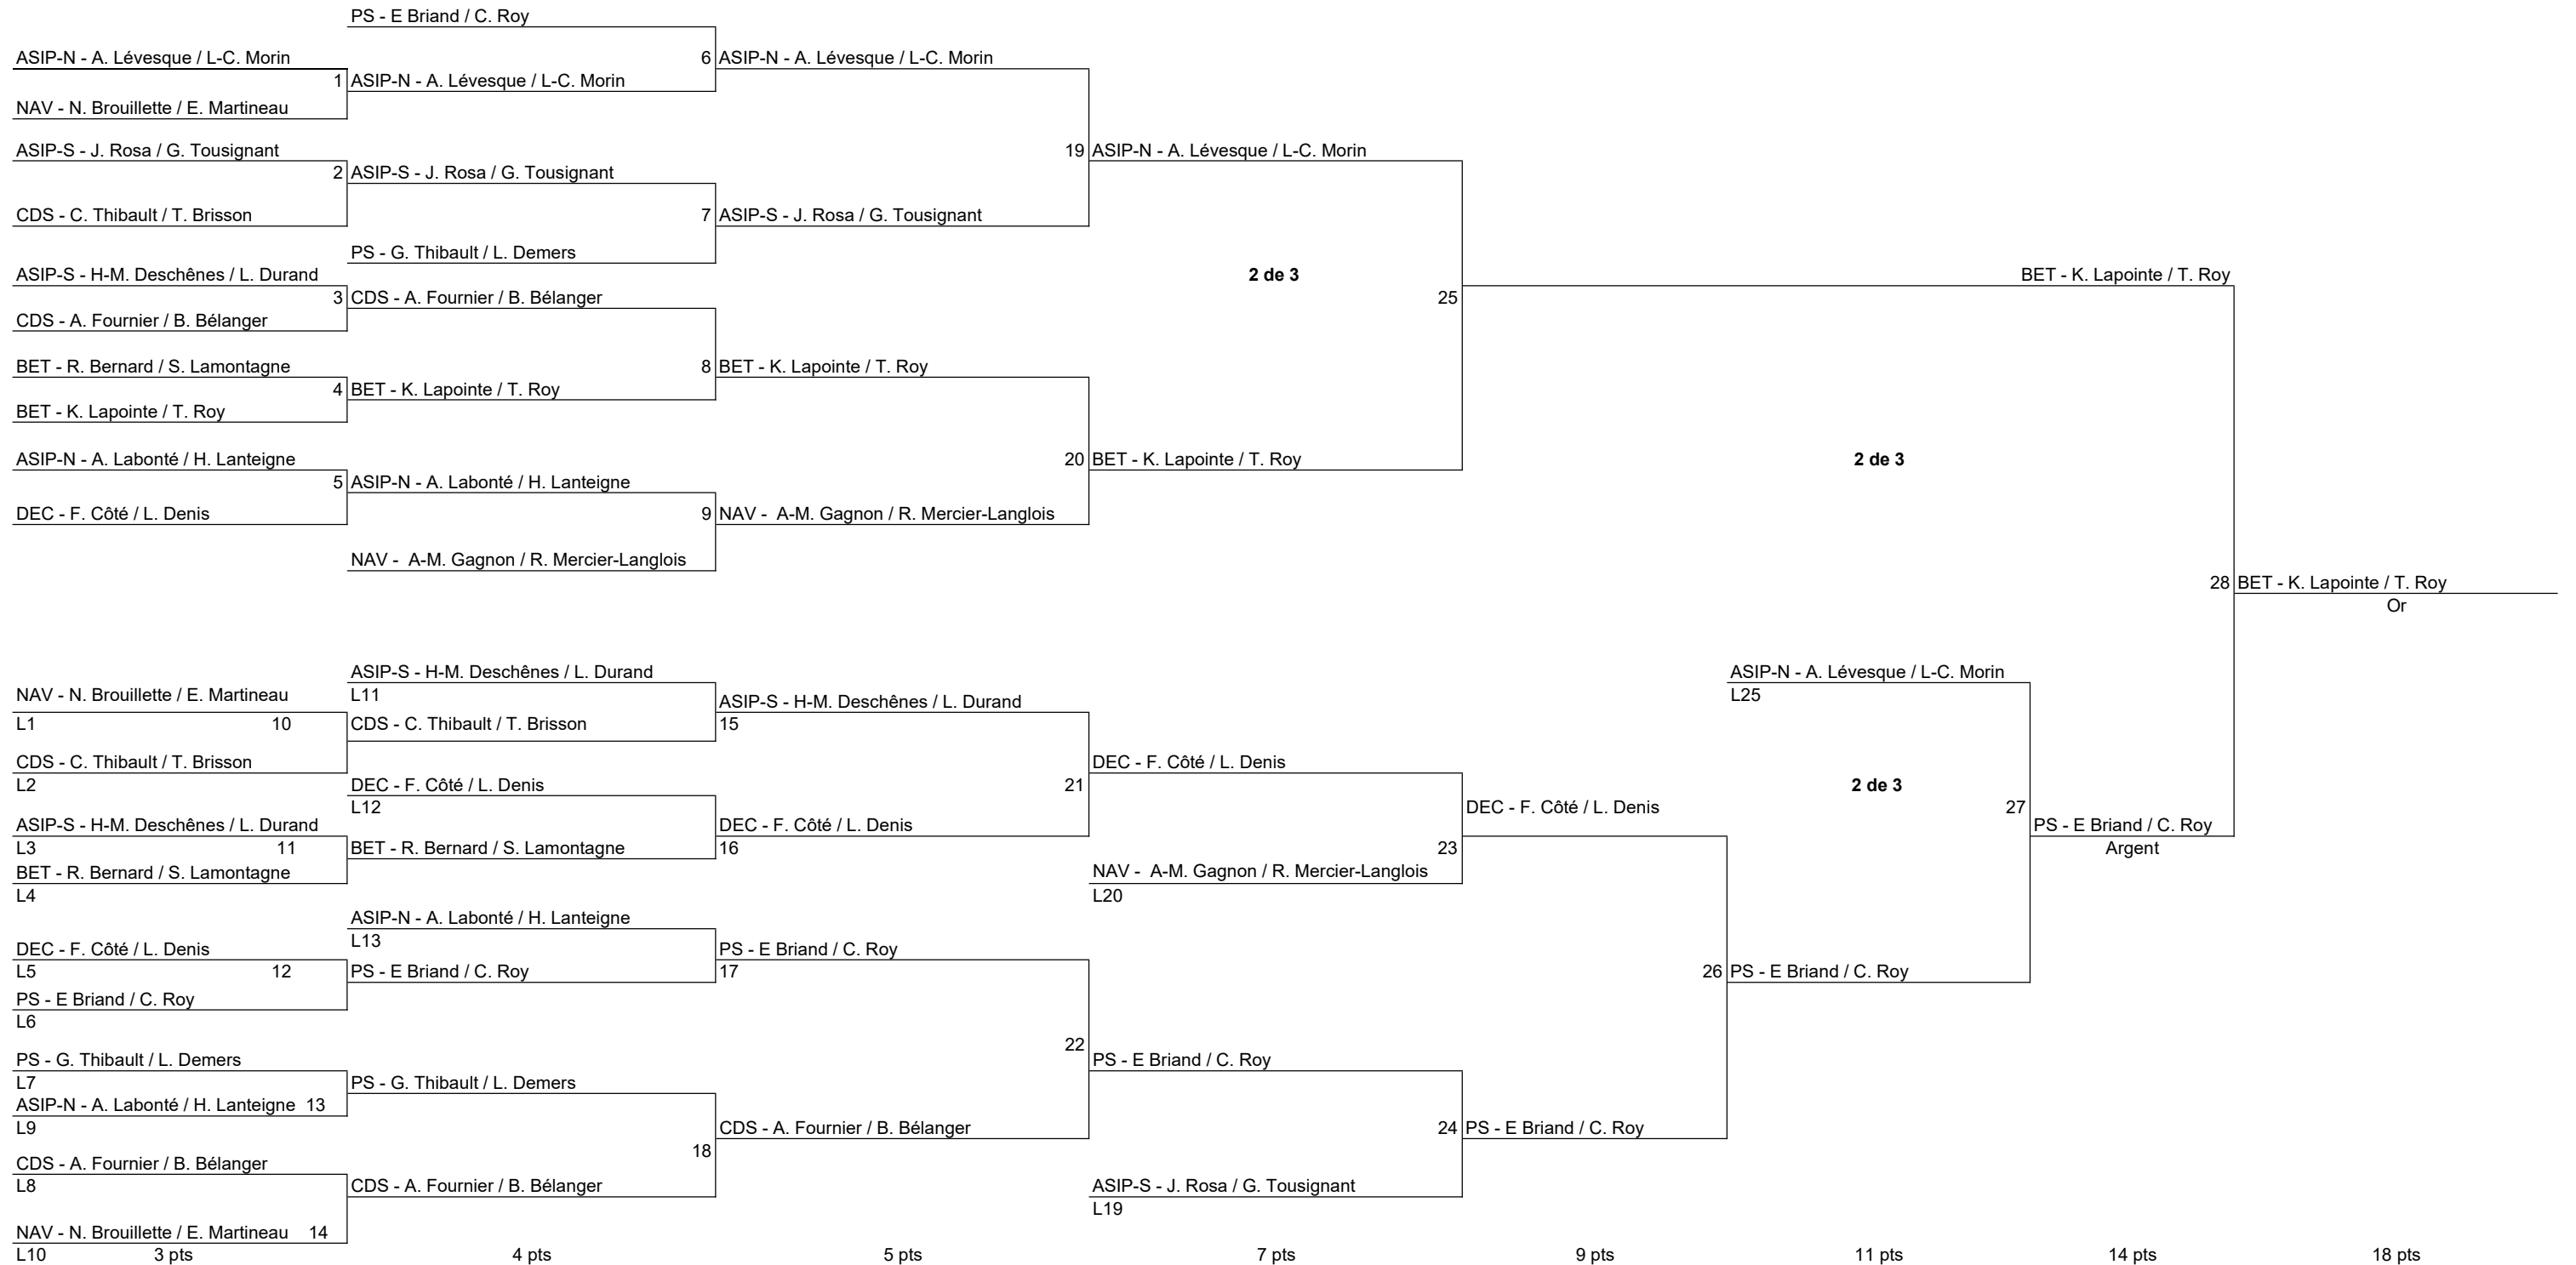 PS - E Briand / C. Roy
ASIP-N - A. Lévesque / L-C. Morin
6 ASIP-N - A. Lévesque / L-C. Morin
1 ASIP-N - A. Lévesque / L-C. Morin
NAV - N. Brouillette / E. Martineau
ASIP-S - J. Rosa / G. Tousignant
19 ASIP-N - A. Lévesque / L-C. Morin
2 ASIP-S - J. Rosa / G. Tousignant
CDS - C. Thibault / T. Brisson
7 ASIP-S - J. Rosa / G. Tousignant
PS - G. Thibault / L. Demers
ASIP-S - H-M. Deschênes / L. Durand
2 de 3
BET - K. Lapointe / T. Roy
3 CDS - A. Fournier / B. Bélanger
25
CDS - A. Fournier / B. Bélanger
BET - R. Bernard / S. Lamontagne
8 BET - K. Lapointe / T. Roy
4 BET - K. Lapointe / T. Roy
BET - K. Lapointe / T. Roy
ASIP-N - A. Labonté / H. Lanteigne
20 BET - K. Lapointe / T. Roy
2 de 3
5 ASIP-N - A. Labonté / H. Lanteigne
DEC - F. Côté / L. Denis
9 NAV -  A-M. Gagnon / R. Mercier-Langlois
NAV -  A-M. Gagnon / R. Mercier-Langlois
28 BET - K. Lapointe / T. Roy
Or
ASIP-S - H-M. Deschênes / L. Durand
ASIP-N - A. Lévesque / L-C. Morin
NAV - N. Brouillette / E. Martineau
L11
ASIP-S - H-M. Deschênes / L. Durand
L25
L1
10
CDS - C. Thibault / T. Brisson
15
CDS - C. Thibault / T. Brisson
DEC - F. Côté / L. Denis
L2
DEC - F. Côté / L. Denis
21
2 de 3
L12
DEC - F. Côté / L. Denis
27
ASIP-S - H-M. Deschênes / L. Durand
DEC - F. Côté / L. Denis
PS - E Briand / C. Roy
L3
11
BET - R. Bernard / S. Lamontagne
16
23
Argent
BET - R. Bernard / S. Lamontagne
NAV -  A-M. Gagnon / R. Mercier-Langlois
L4
L20
ASIP-N - A. Labonté / H. Lanteigne
L13
DEC - F. Côté / L. Denis
PS - E Briand / C. Roy
L5
12
PS - E Briand / C. Roy
17
26 PS - E Briand / C. Roy
PS - E Briand / C. Roy
L6
22
PS - G. Thibault / L. Demers
PS - E Briand / C. Roy
L7
PS - G. Thibault / L. Demers
ASIP-N - A. Labonté / H. Lanteigne 13
L9
CDS - A. Fournier / B. Bélanger
24 PS - E Briand / C. Roy
18
CDS - A. Fournier / B. Bélanger
L8
CDS - A. Fournier / B. Bélanger
ASIP-S - J. Rosa / G. Tousignant
L19
NAV - N. Brouillette / E. Martineau 14
L10
3 pts
4 pts
5 pts
7 pts
9 pts
11 pts
14 pts
18 pts